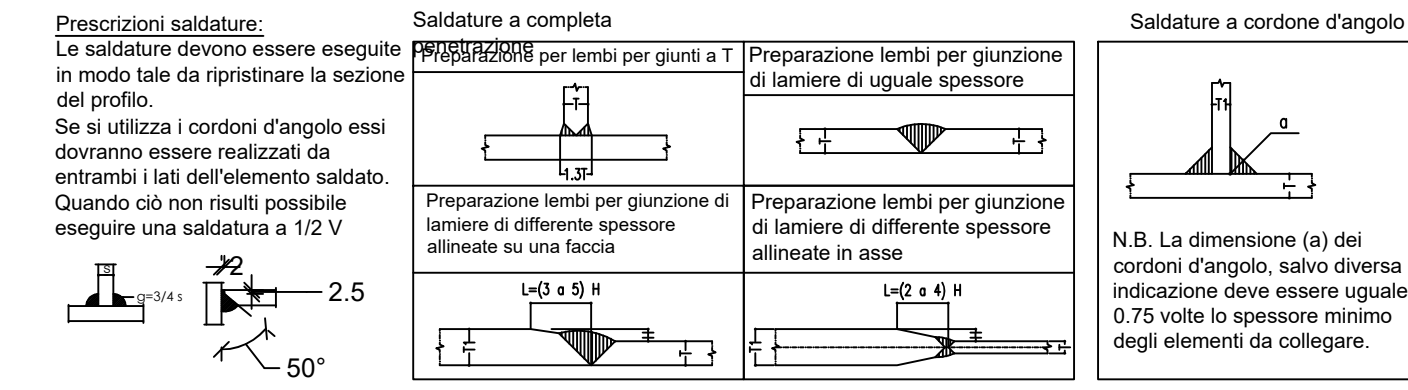 Prescrizioni saldature:
Le saldature devono essere eseguite
in modo tale da ripristinare la sezione
del profilo.
Se si utilizza i cordoni d'angolo essi
dovranno essere realizzati da
entrambi i lati dell'elemento saldato.
Quando ciò non risulti possibile
eseguire una saldatura a 1/2 V
S
g=3/4 s
2
2.5
50°
Saldature a completa
penetrazione
Preparazione per lembi per giunti a T
T
1.3T
Preparazione lembi per giunzione
di lamiere di uguale spessore
T
T
Preparazione lembi per giunzione di
lamiere di differente spessore
allineate su una faccia
L=(3 a 5) H
H
T1
T
Preparazione lembi per giunzione
di lamiere di differente spessore
allineate in asse
L=(2 a 4) H
H
T1
T
Saldature a cordone d'angolo
T1
a
T
N.B. La dimensione (a) dei
cordoni d'angolo, salvo diversa
indicazione deve essere uguale
0.75 volte lo spessore minimo
degli elementi da collegare.